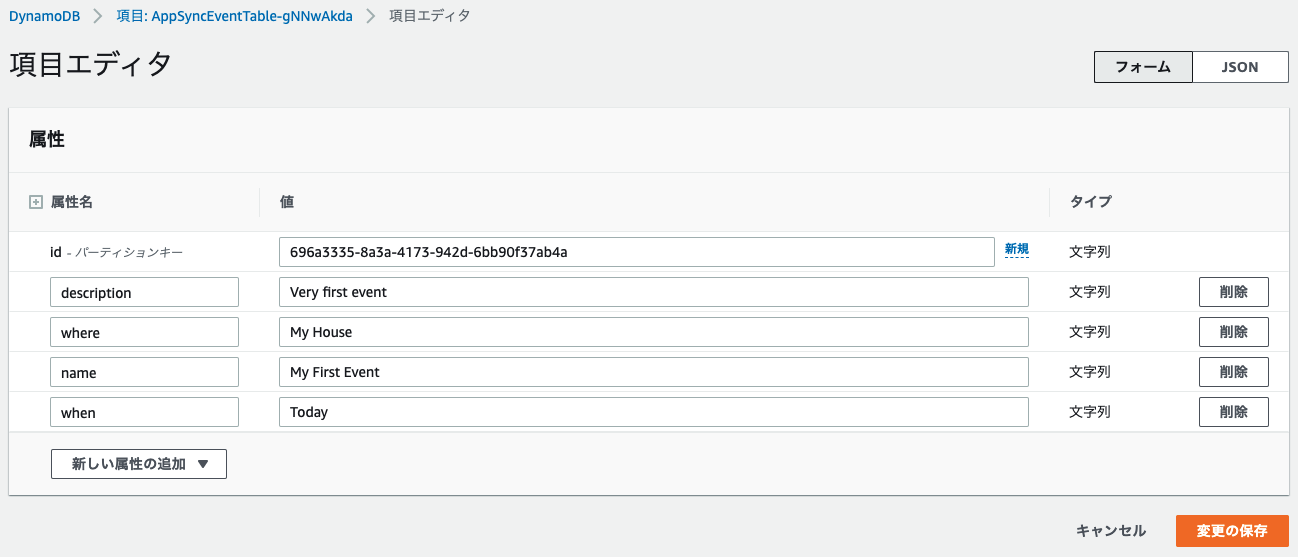 DynamoDB > 項目: AppSyncEventTable-gNNwAkda > 項目エディタ
項目エディタ
フォーム JSON
属性
属性名 値 タイプ
id - パーティションキー 696a3335-8a3a-4173-942d-6bb90f37ab4a 新規 文字列
description Very first event 文字列 削除
where My House 文字列 削除
name My First Event 文字列 削除
when Today 文字列 削除
新しい属性の追加 ▼
キャンセル 変更の保存